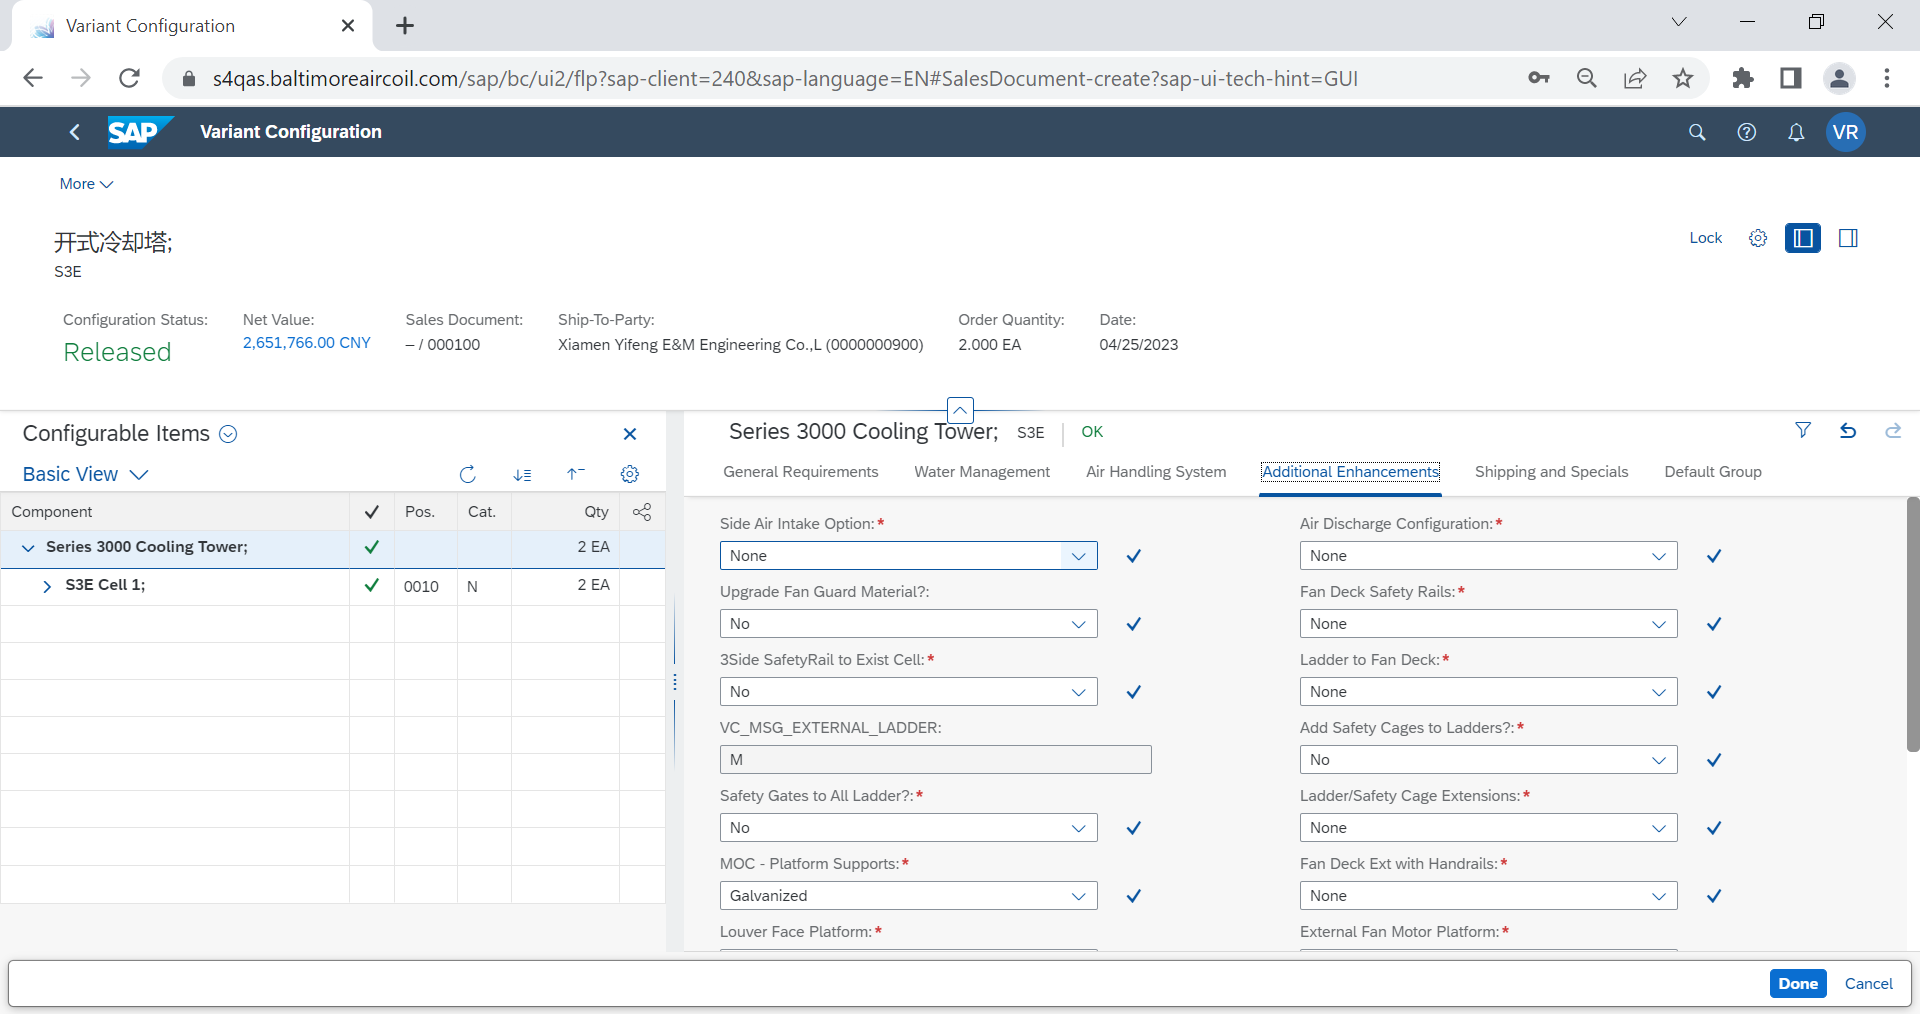 Variant Configuration
s4qas.baltimoreaircoil.com/sap/bc/ui2/flp?sap-client=240&sap-language=EN#SalesDocument-create?sap-ui-tech-hint=GUI
SAP Variant Configuration VR
More
开式冷却塔;
S3E
Lock
Configuration Status: Net Value: Sales Document: Ship-To-Party: Order Quantity: Date:
Released 2,651,766.00 CNY – / 000100 Xiamen Yifeng E&M Engineering Co.,L (0000000900) 2.000 EA 04/25/2023
Configurable Items
Basic View
Component Pos. Cat. Qty
Series 3000 Cooling Tower; 2 EA
S3E Cell 1; 0010 N 2 EA
Series 3000 Cooling Tower; S3E OK
General Requirements Water Management Air Handling System Additional Enhancements Shipping and Specials Default Group
Side Air Intake Option:* Air Discharge Configuration:*
None None
Upgrade Fan Guard Material?: Fan Deck Safety Rails:*
No None
3Side SafetyRail to Exist Cell:* Ladder to Fan Deck:*
No None
VC_MSG_EXTERNAL_LADDER: Add Safety Cages to Ladders?:*
M No
Safety Gates to All Ladder?:* Ladder/Safety Cage Extensions:*
No None
MOC - Platform Supports:* Fan Deck Ext with Handrails:*
Galvanized None
Louver Face Platform:* External Fan Motor Platform:*
Done Cancel